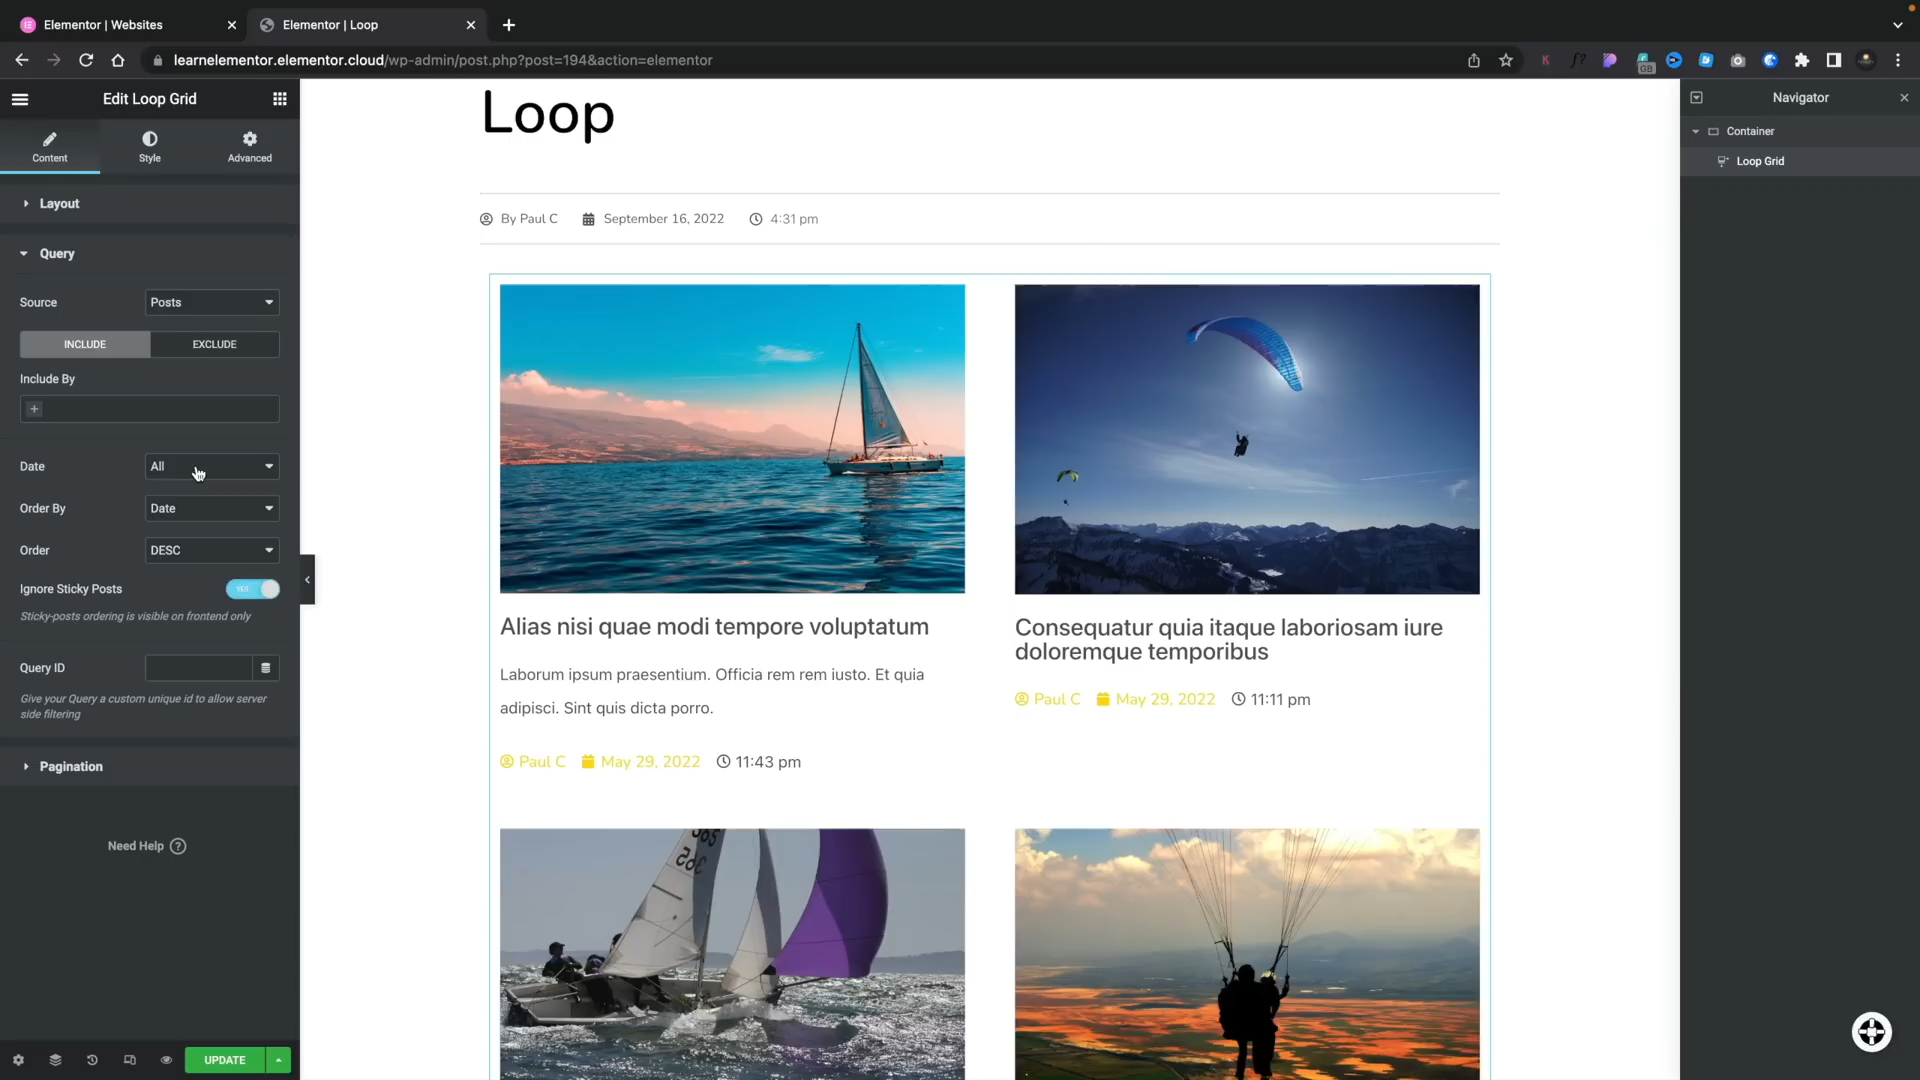 Elementor | Websites
Elementor | Loop
learnelementor.elementor.cloud/wp-admin/post.php?post=194&action=elementor
GB
Edit Loop Grid
Content
Style
Advanced
Layout
Query
Source
Posts
INCLUDE
EXCLUDE
Include By
Date
All
Order By
Date
Order
DESC
Ignore Sticky Posts
YES
Sticky-posts ordering is visible on frontend only
Query ID
Give your Query a custom unique id to allow server
side filtering
Pagination
Need Help
UPDATE
Loop
By Paul C
September 16, 2022
4:31 pm
Alias nisi quae modi tempore voluptatum
Laborum ipsum praesentium. Officia rem rem iusto. Et quia
adipisci. Sint quis dicta porro.
Paul C
May 29, 2022
11:43 pm
Consequatur quia itaque laboriosam iure
doloremque temporibus
Paul C
May 29, 2022
11:11 pm
Navigator
Container
Loop Grid